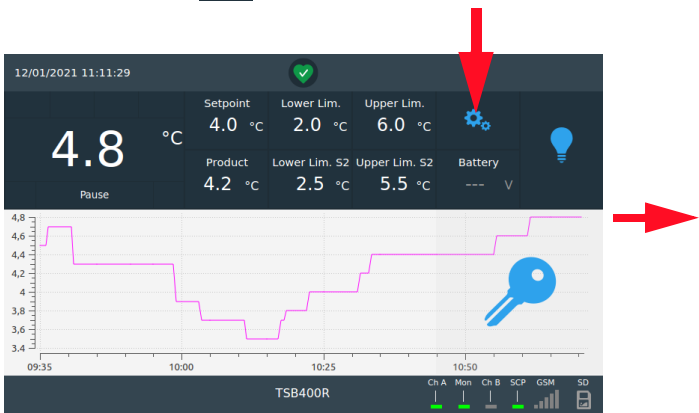 12/01/2021 11:11:29
Setpoint Lower Lim. Upper Lim.
4.0 °C 2.0 °C 6.0 °C
4.8 °C
Product Lower Lim. S2 Upper Lim. S2 Battery
4.2 °C 2.5 °C 5.5 °C --- V
Pause
4,8
4,6
4,4
4,2
4
3,8
3,6
3.4
09:35 10:00 10:25 10:50
Ch A Mon Ch B SCP GSM SD
TSB400R